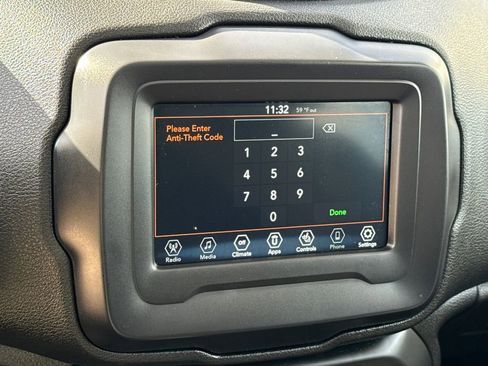 11:32 59 °F out
Please Enter
Anti-Theft Code
_
1 2 3
4 5 6
7 8 9
0
Done
Off
Radio Media Climate Apps Controls Phone Settings